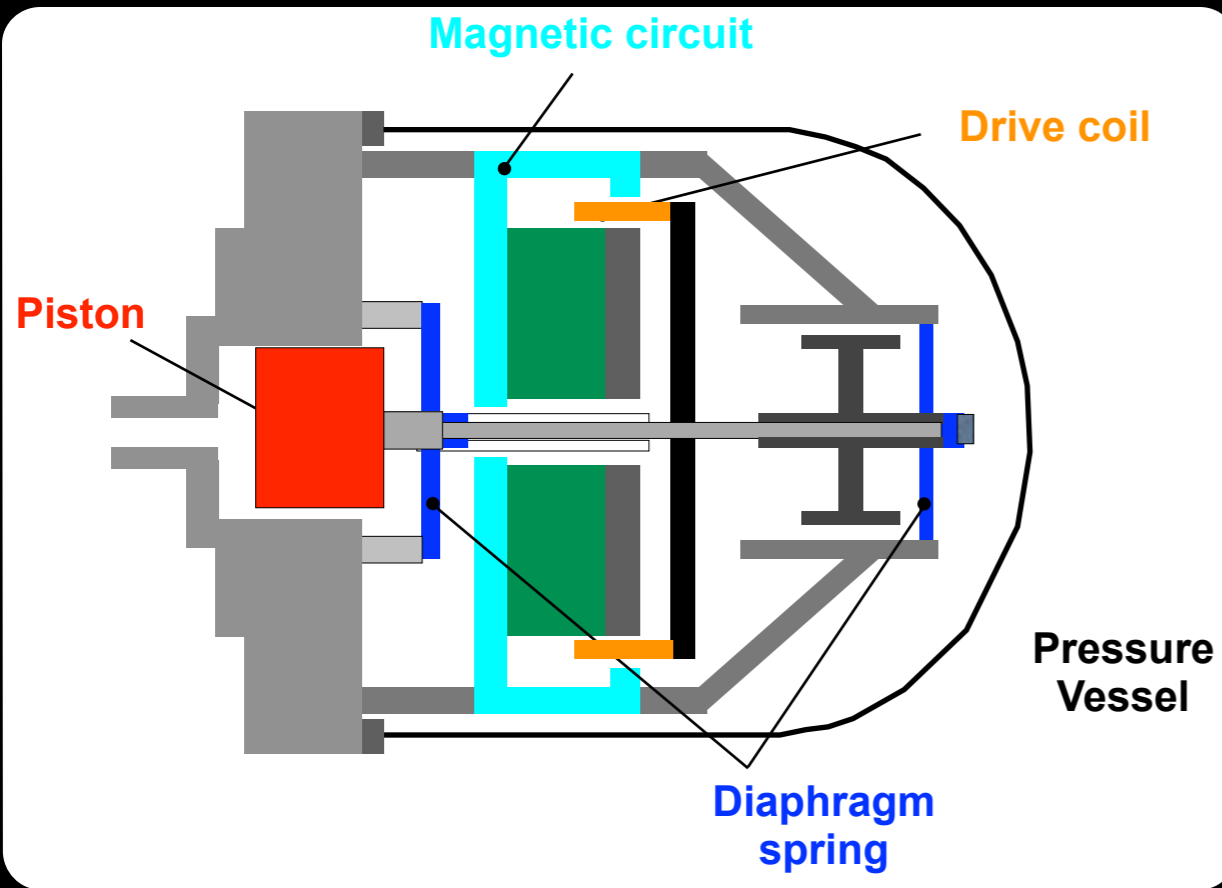 Magnetic circuit
Drive coil
Piston
Pressure
Vessel
Diaphragm
spring